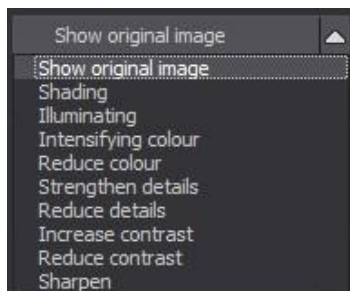 Show original image
Show original image
Shading
Illuminating
Intensifying colour
Reduce colour
Strengthen details
Reduce details
Increase contrast
Reduce contrast
Sharpen